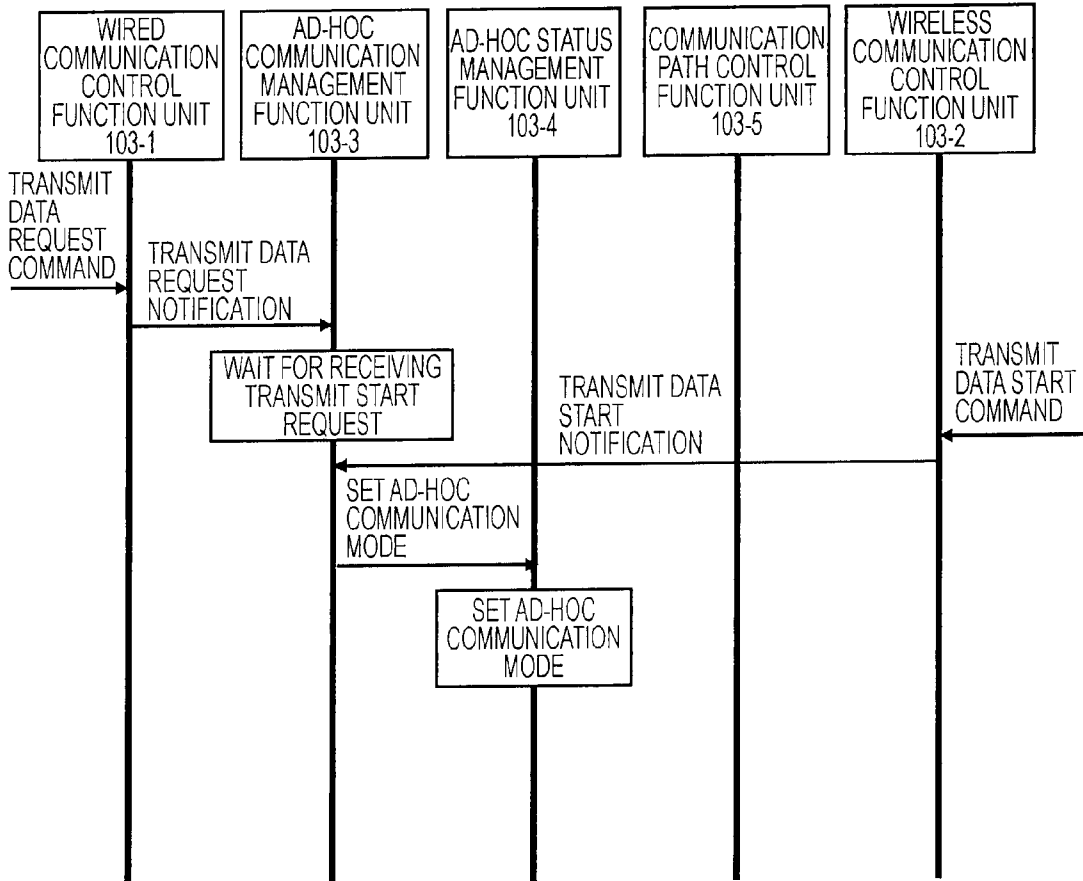 WIRED
COMMUNICATION
CONTROL
FUNCTION UNIT
103-1
AD-HOC
COMMUNICATION
MANAGEMENT
FUNCTION UNIT
103-3
AD-HOC STATUS
MANAGEMENT
FUNCTION UNIT
103-4
COMMUNICATION
PATH CONTROL
FUNCTION UNIT
103-5
WIRELESS
COMMUNICATION
CONTROL
FUNCTION UNIT
103-2
TRANSMIT
DATA
REQUEST
COMMAND
TRANSMIT DATA
REQUEST
NOTIFICATION
WAIT FOR RECEIVING
TRANSMIT START
REQUEST
TRANSMIT
DATA START
COMMAND
TRANSMIT DATA
START
NOTIFICATION
SET AD-HOC
COMMUNICATION
MODE
SET AD-HOC
COMMUNICATION
MODE